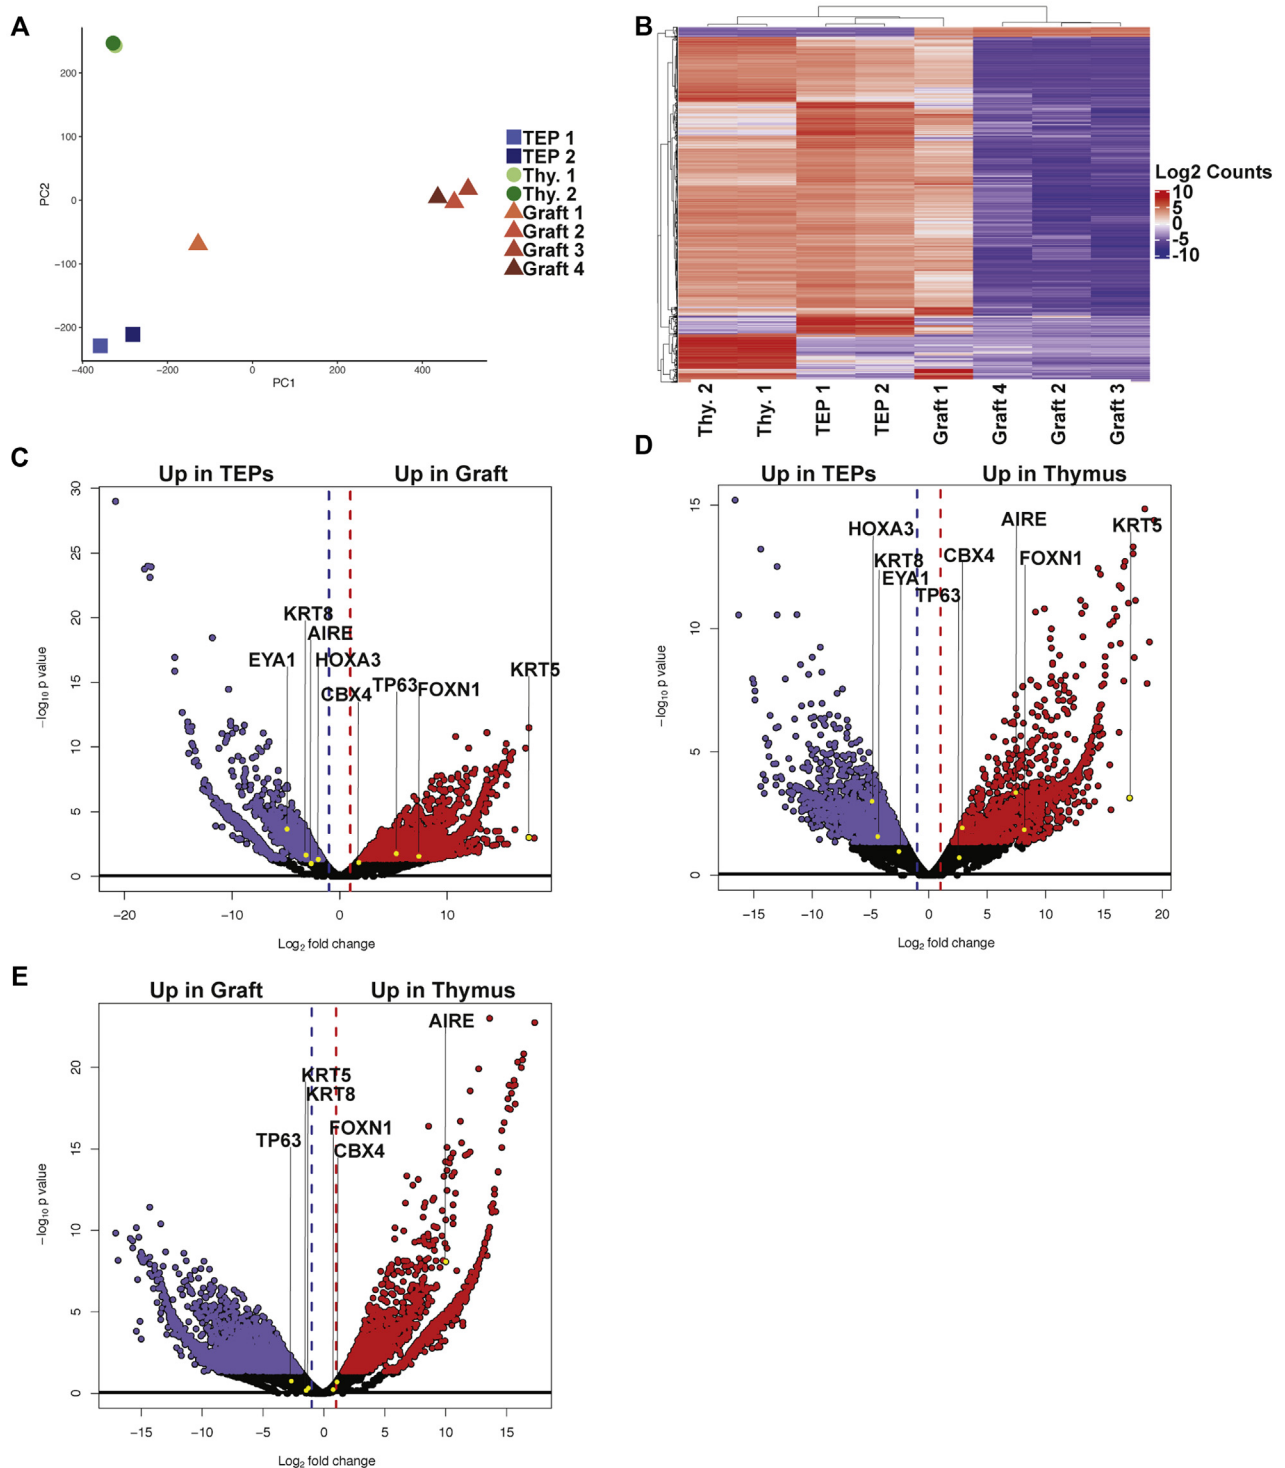 A
200
100
0
−100
−200
PC2
−400
−200
0
200
400
PC1
TEP 1
TEP 2
Thy. 1
Thy. 2
Graft 1
Graft 2
Graft 3
Graft 4
B
Log2 Counts
10
5
0
-5
-10
Thy. 2
Thy. 1
TEP 1
TEP 2
Graft 1
Graft 4
Graft 2
Graft 3
C
Up in TEPs
Up in Graft
30
25
20
15
10
5
0
−log10 p value
KRT8
AIRE
EYA1
HOXA3
CBX4
TP63
FOXN1
KRT5
−20
−10
0
10
Log2 fold change
D
Up in TEPs
Up in Thymus
15
10
5
0
−log10 p value
HOXA3
KRT8
EYA1
TP63
CBX4
AIRE
FOXN1
KRT5
−15
−10
−5
0
5
10
15
20
Log2 fold change
E
Up in Graft
Up in Thymus
20
15
10
5
0
−log10 p value
AIRE
KRT5
KRT8
FOXN1
TP63
CBX4
−15
−10
−5
0
5
10
15
Log2 fold change